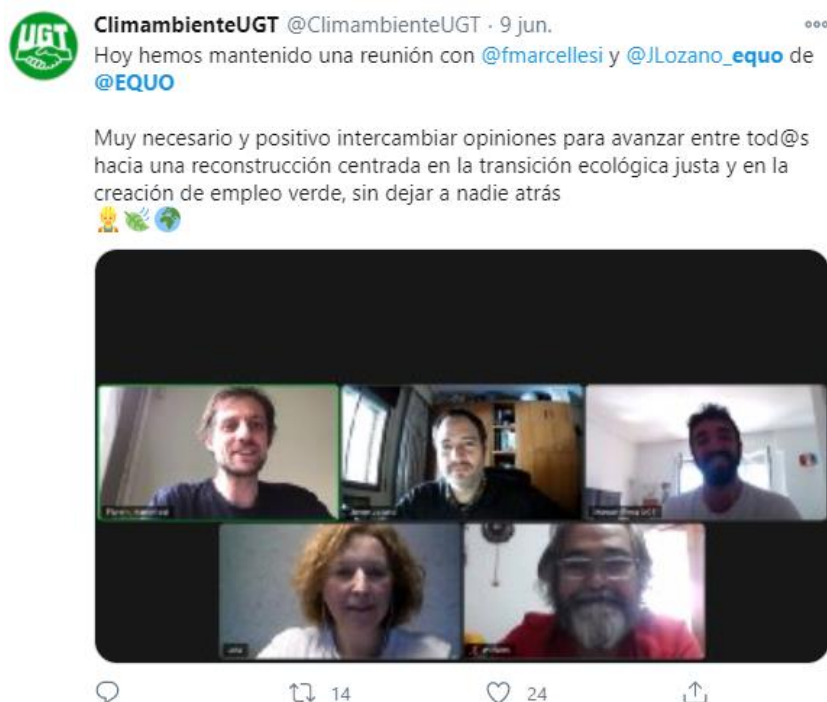 UGT
ClimambienteUGT @ClimambienteUGT · 9 jun.
Hoy hemos mantenido una reunión con @fmarcellesi y @JLozano_equo de
@EQUO
Muy necesario y positivo intercambiar opiniones para avanzar entre tod@s
hacia una reconstrucción centrada en la transición ecológica justa y en la
creación de empleo verde, sin dejar a nadie atrás
14
24